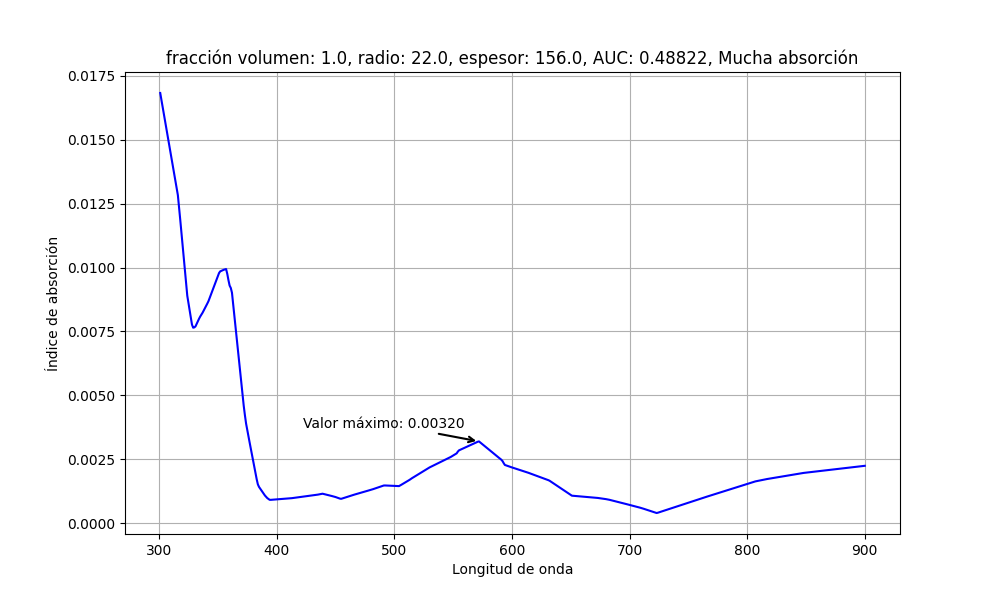 fracción volumen: 1.0, radio: 22.0, espesor: 156.0, AUC: 0.48822, Mucha absorción
0.0175
0.0150
0.0125
0.0100
0.0075
0.0050
0.0025
0.0000
Índice de absorción
Valor máximo: 0.00320
300 400 500 600 700 800 900
Longitud de onda